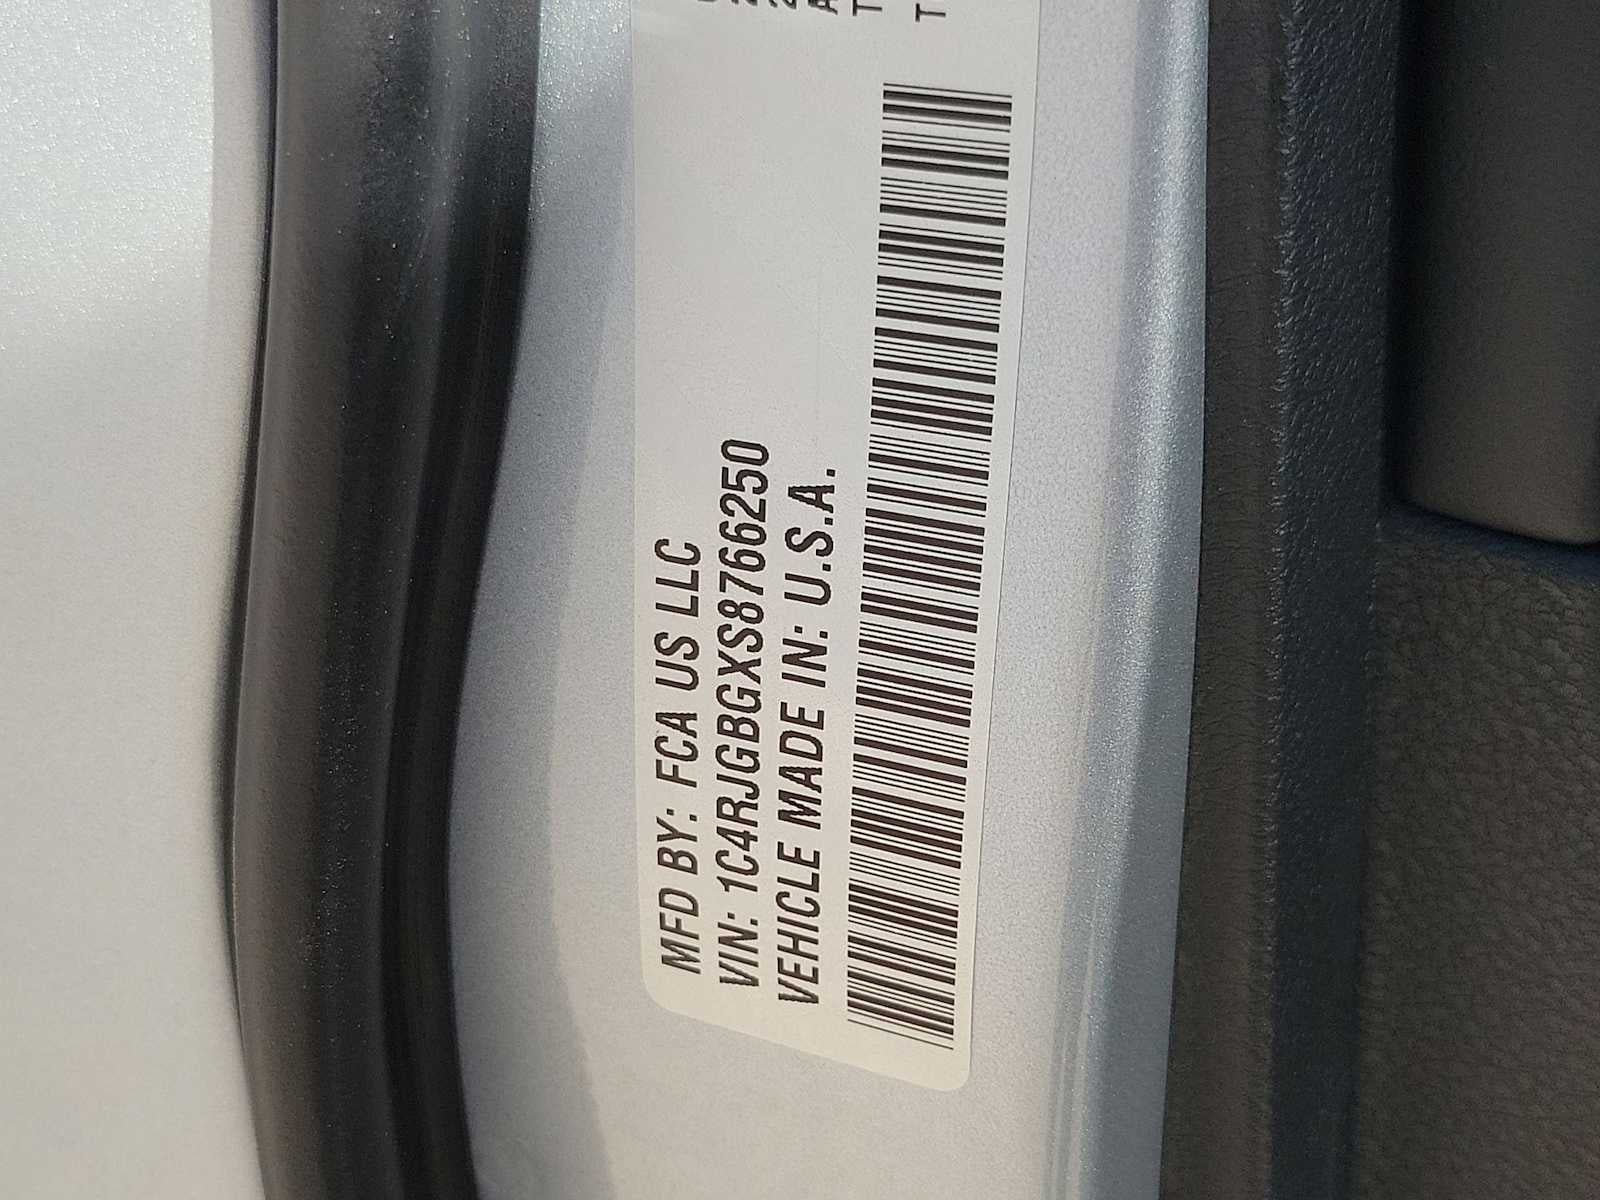 MFD BY: FCA US LLC
VIN: 1C4RJGBGXS8766250
VEHICLE MADE IN: U.S.A.